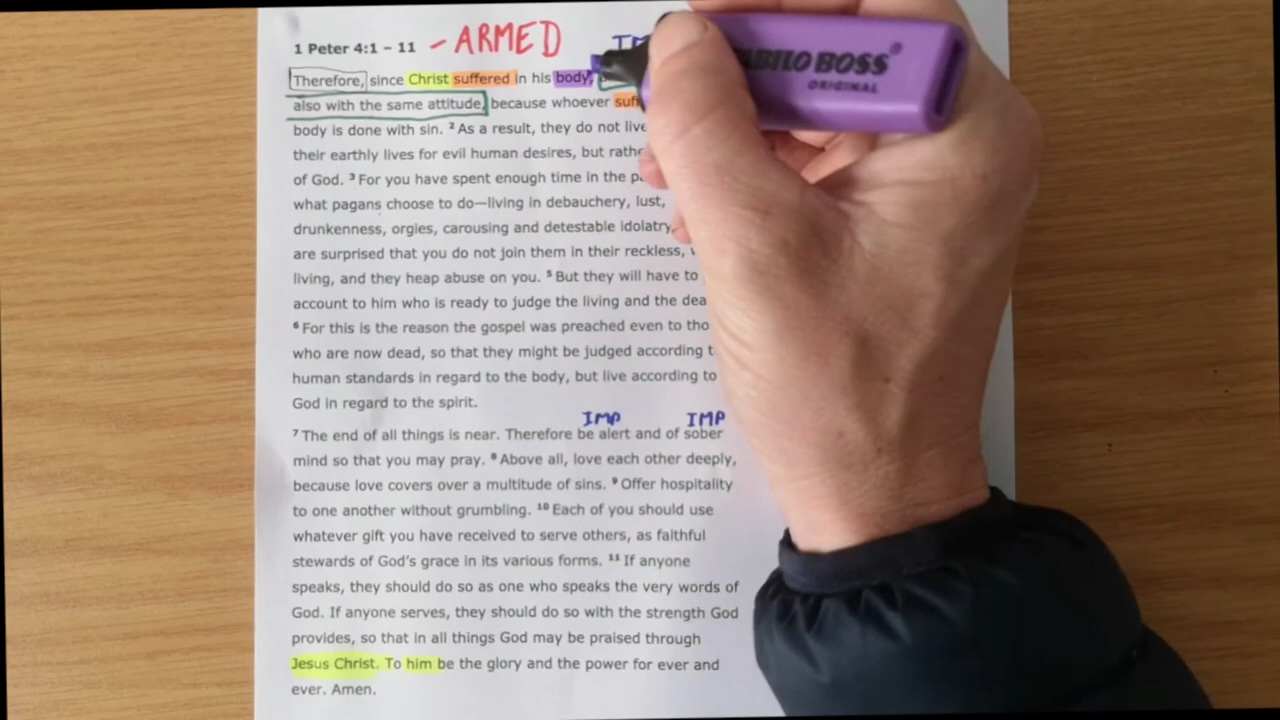 1 Peter 4:1 – 11 - ARMED
Therefore, since Christ suffered in his body,
also with the same attitude, because whoever
body is done with sin. ² As a result, they do not live
their earthly lives for evil human desires, but
of God. ³ For you have spent enough time in the
what pagans choose to do—living in debauchery, lust,
drunkenness, orgies, carousing and detestable idolatry
are surprised that you do not join them in their reckless,
living, and they heap abuse on you. ⁵ But they will have to
account to him who is ready to judge the living and the
⁶ For this is the reason the gospel was preached even to
who are now dead, so that they might be judged according
human standards in regard to the body, but live according to
God in regard to the spirit.
IMP IMP
⁷ The end of all things is near. Therefore be alert and of sober
mind so that you may pray. ⁸ Above all, love each other deeply,
because love covers over a multitude of sins. ⁹ Offer hospitality
to one another without grumbling. ¹⁰ Each of you should use
whatever gift you have received to serve others, as faithful
stewards of God's grace in its various forms. ¹¹ If anyone
speaks, they should do so as one who speaks the very words of
God. If anyone serves, they should do so with the strength God
provides, so that in all things God may be praised through
Jesus Christ. To him be the glory and the power for ever and
ever. Amen.
BOSS®
ORIGINAL